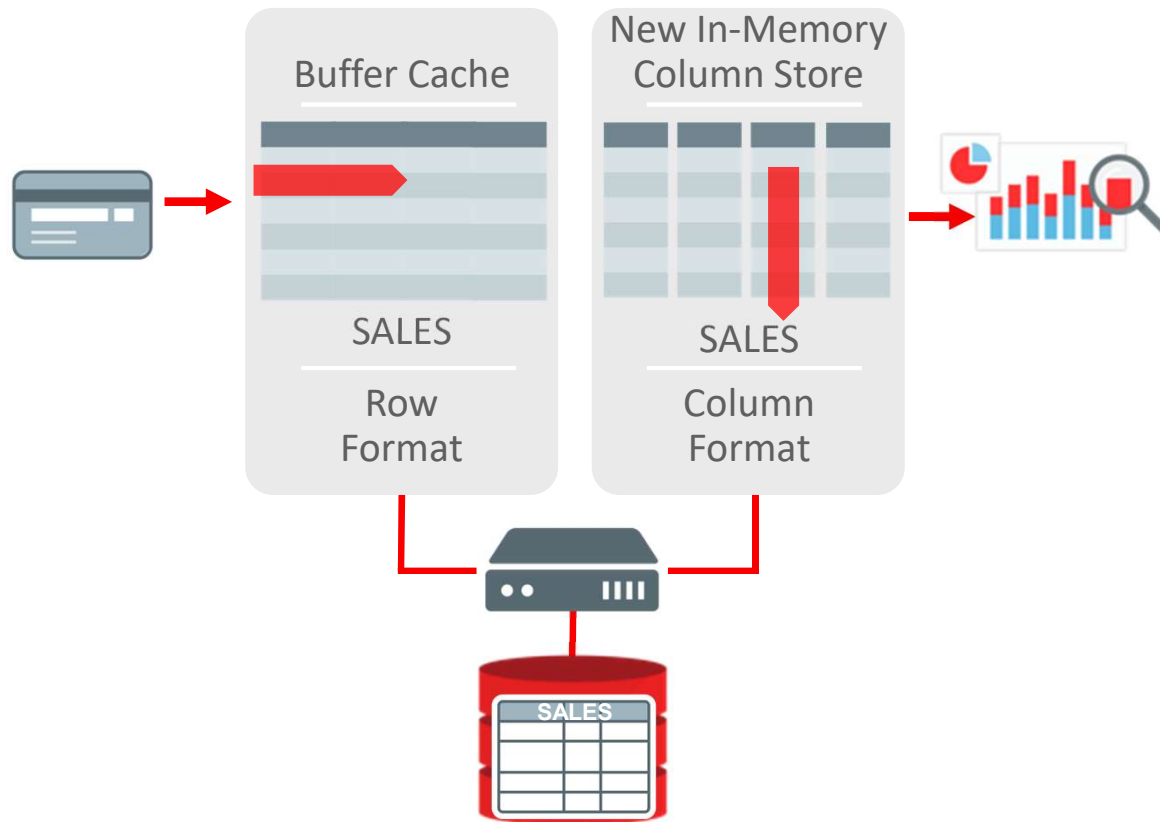 Buffer Cache
SALES
Row
Format
New In-Memory
Column Store
SALES
Column
Format
SALES